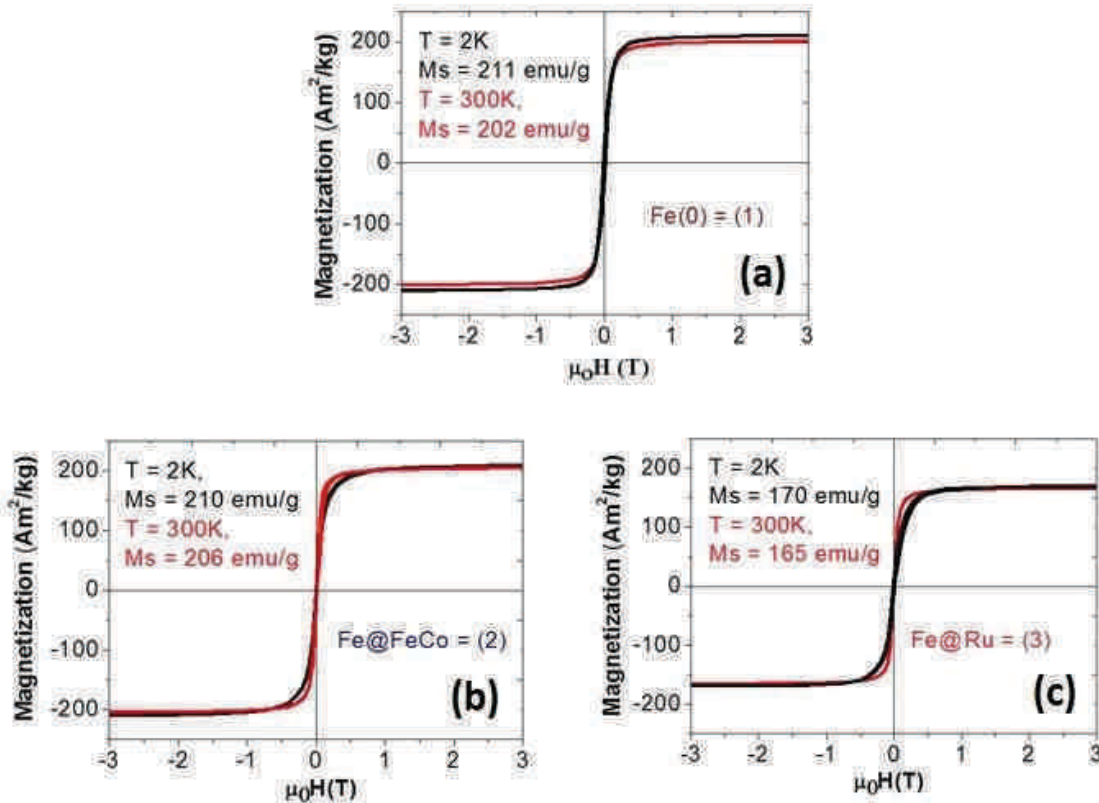 T = 2K
Ms = 211 emu/g
T = 300K,
Ms = 202 emu/g
Fe(0) = (1)
(a)
Magnetization (Am²/kg)
200
100
0
-100
-200
-3 -2 -1 0 1 2 3
μ₀H (T)
T = 2K,
Ms = 210 emu/g
T = 300K,
Ms = 206 emu/g
Fe@FeCo = (2)
(b)
Magnetization (Am²/kg)
200
100
0
-100
-200
-3 -2 -1 0 1 2 3
μ₀H(T)
T = 2K
Ms = 170 emu/g
T = 300K,
Ms = 165 emu/g
Fe@Ru = (3)
(c)
Magnetization (Am²/kg)
200
100
0
-100
-200
-3 -2 -1 0 1 2 3
μ₀H(T)